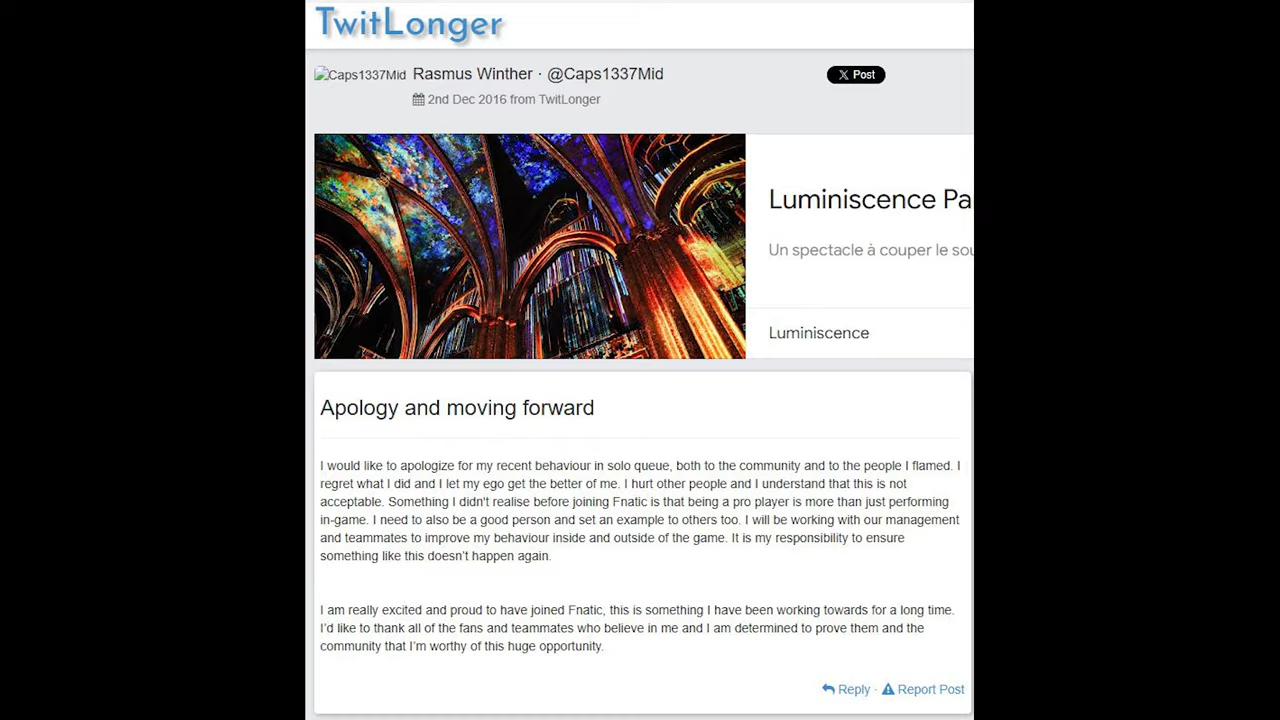 TwitLonger
Caps1337Mid Rasmus Winther · @Caps1337Mid
X Post
2nd Dec 2016 from TwitLonger
Luminiscence Pa
Un spectacle à couper le sou
Luminiscence
Apology and moving forward
I would like to apologize for my recent behaviour in solo queue, both to the community and to the people I flamed. I
regret what I did and I let my ego get the better of me. I hurt other people and I understand that this is not
acceptable. Something I didn't realise before joining Fnatic is that being a pro player is more than just performing
in-game. I need to also be a good person and set an example to others too. I will be working with our management
and teammates to improve my behaviour inside and outside of the game. It is my responsibility to ensure
something like this doesn’t happen again.
I am really excited and proud to have joined Fnatic, this is something I have been working towards for a long time.
I’d like to thank all of the fans and teammates who believe in me and I am determined to prove them and the
community that I’m worthy of this huge opportunity.
Reply · Report Post